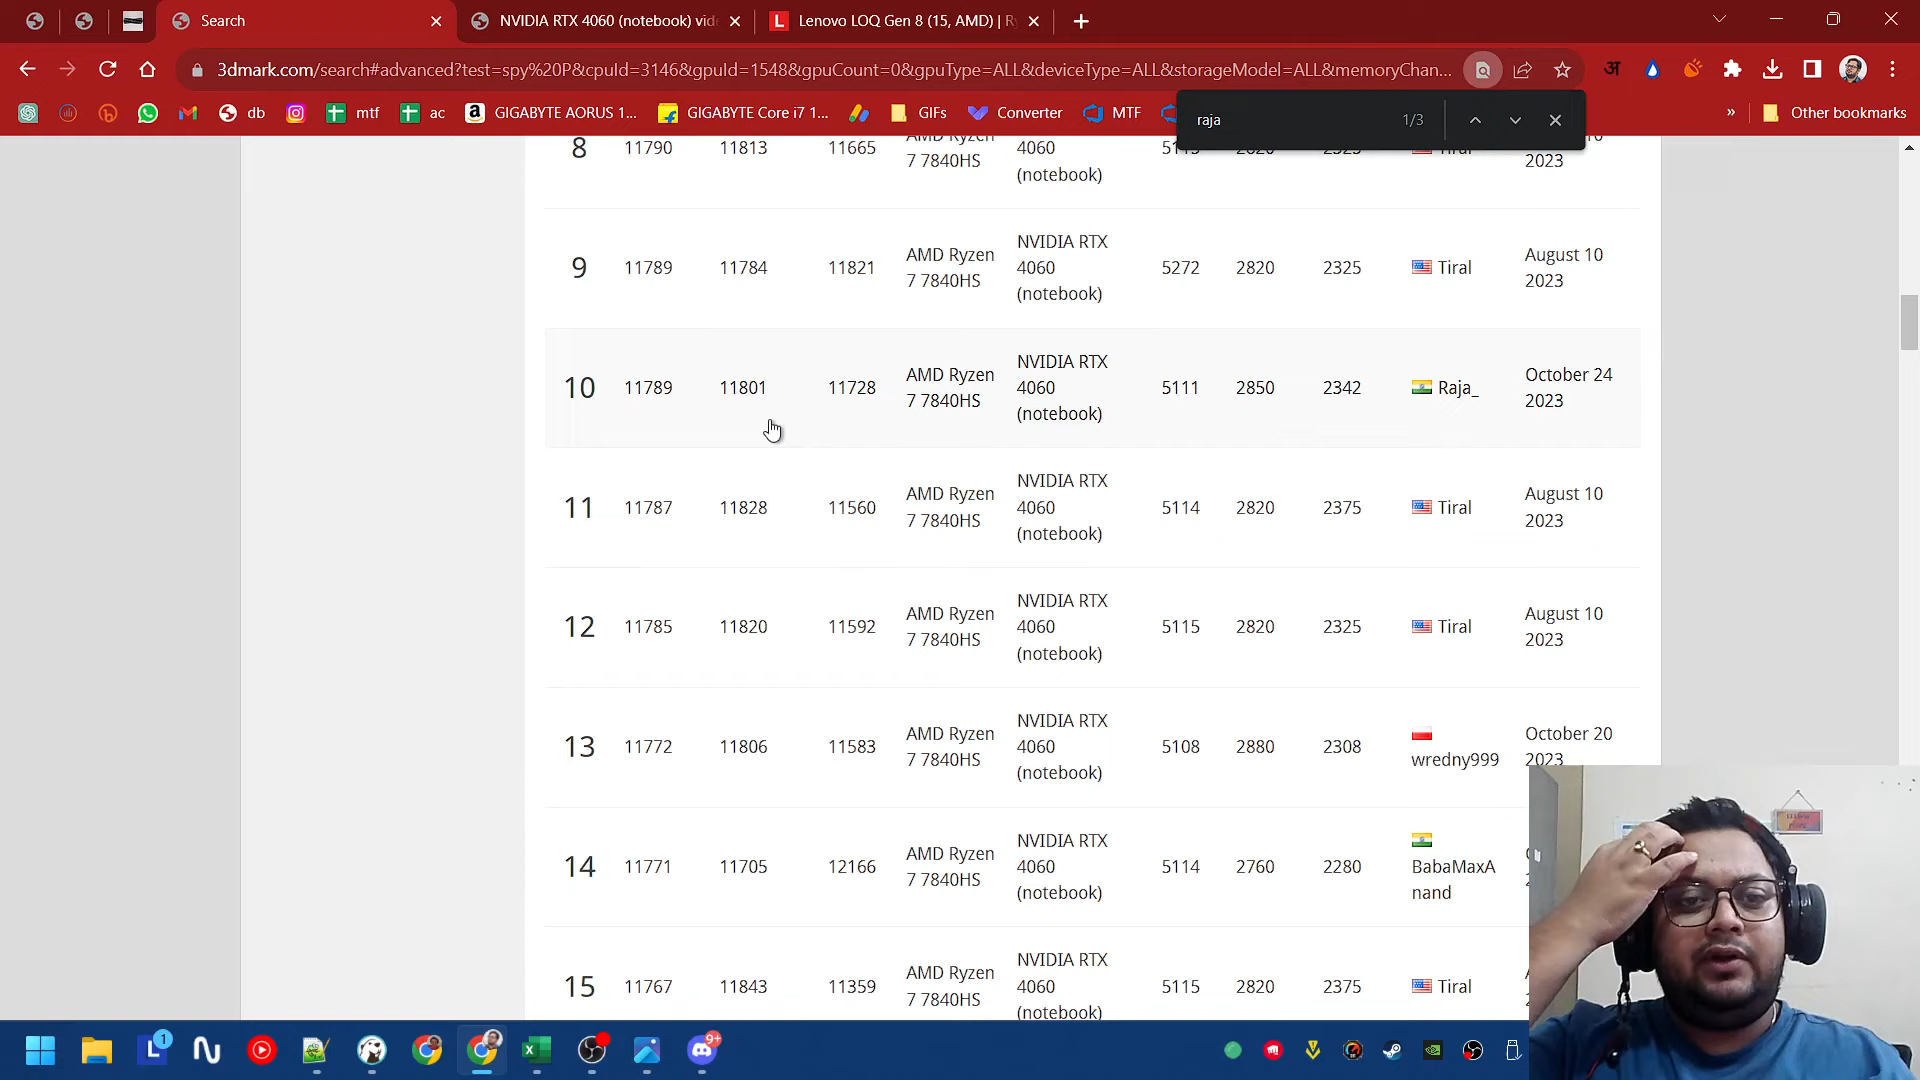 Search
NVIDIA RTX 4060 (notebook) vid
Lenovo LOQ Gen 8 (15, AMD) | R
3dmark.com/search#advanced?test=spy%20P&cpuId=3146&gpuId=1548&gpuCount=0&gpuType=ALL&deviceType=ALL&storageModel=ALL&memoryChan...
db
mtf
ac
GIGABYTE AORUS 1...
GIGABYTE Core i7 1...
GIFs
Converter
MTF
»
Other bookmarks
raja 1/3
8 11790 11813 11665 AMD Ryzen 7 7840HS 4060 (notebook) 2023
9 11789 11784 11821 AMD Ryzen 7 7840HS NVIDIA RTX 4060 (notebook) 5272 2820 2325 Tiral August 10 2023
10 11789 11801 11728 AMD Ryzen 7 7840HS NVIDIA RTX 4060 (notebook) 5111 2850 2342 Raja_ October 24 2023
11 11787 11828 11560 AMD Ryzen 7 7840HS NVIDIA RTX 4060 (notebook) 5114 2820 2375 Tiral August 10 2023
12 11785 11820 11592 AMD Ryzen 7 7840HS NVIDIA RTX 4060 (notebook) 5115 2820 2325 Tiral August 10 2023
13 11772 11806 11583 AMD Ryzen 7 7840HS NVIDIA RTX 4060 (notebook) 5108 2880 2308 wredny999 October 20 2023
14 11771 11705 12166 AMD Ryzen 7 7840HS NVIDIA RTX 4060 (notebook) 5114 2760 2280 BabaMaxAnand
15 11767 11843 11359 AMD Ryzen 7 7840HS NVIDIA RTX 4060 (notebook) 5115 2820 2375 Tiral
1
9+